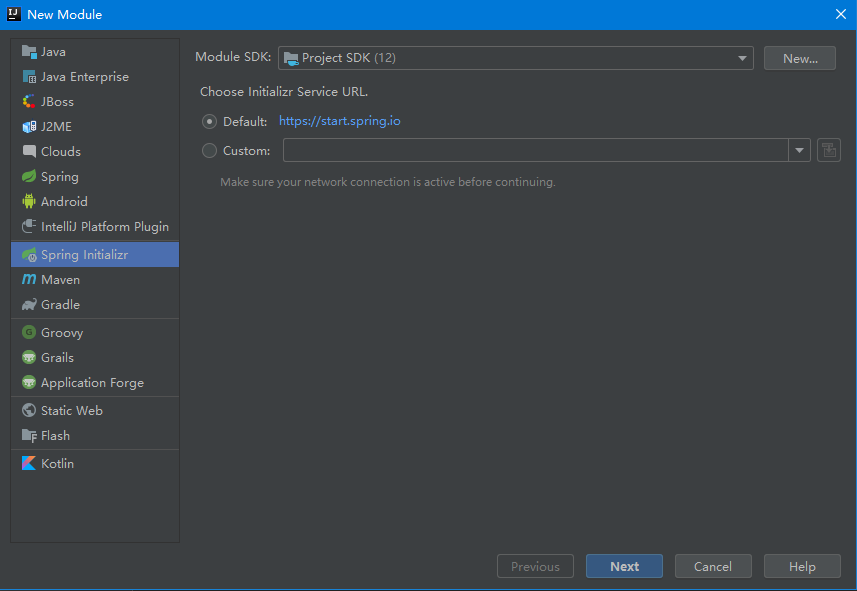 New Module
Java
Java Enterprise
JBoss
J2ME
Clouds
Spring
Android
IntelliJ Platform Plugin
Spring Initializr
Maven
Gradle
Groovy
Grails
Application Forge
Static Web
Flash
Kotlin
Module SDK: Project SDK (12) New...
Choose Initializr Service URL.
Default: https://start.spring.io
Custom:
Make sure your network connection is active before continuing.
Previous Next Cancel Help